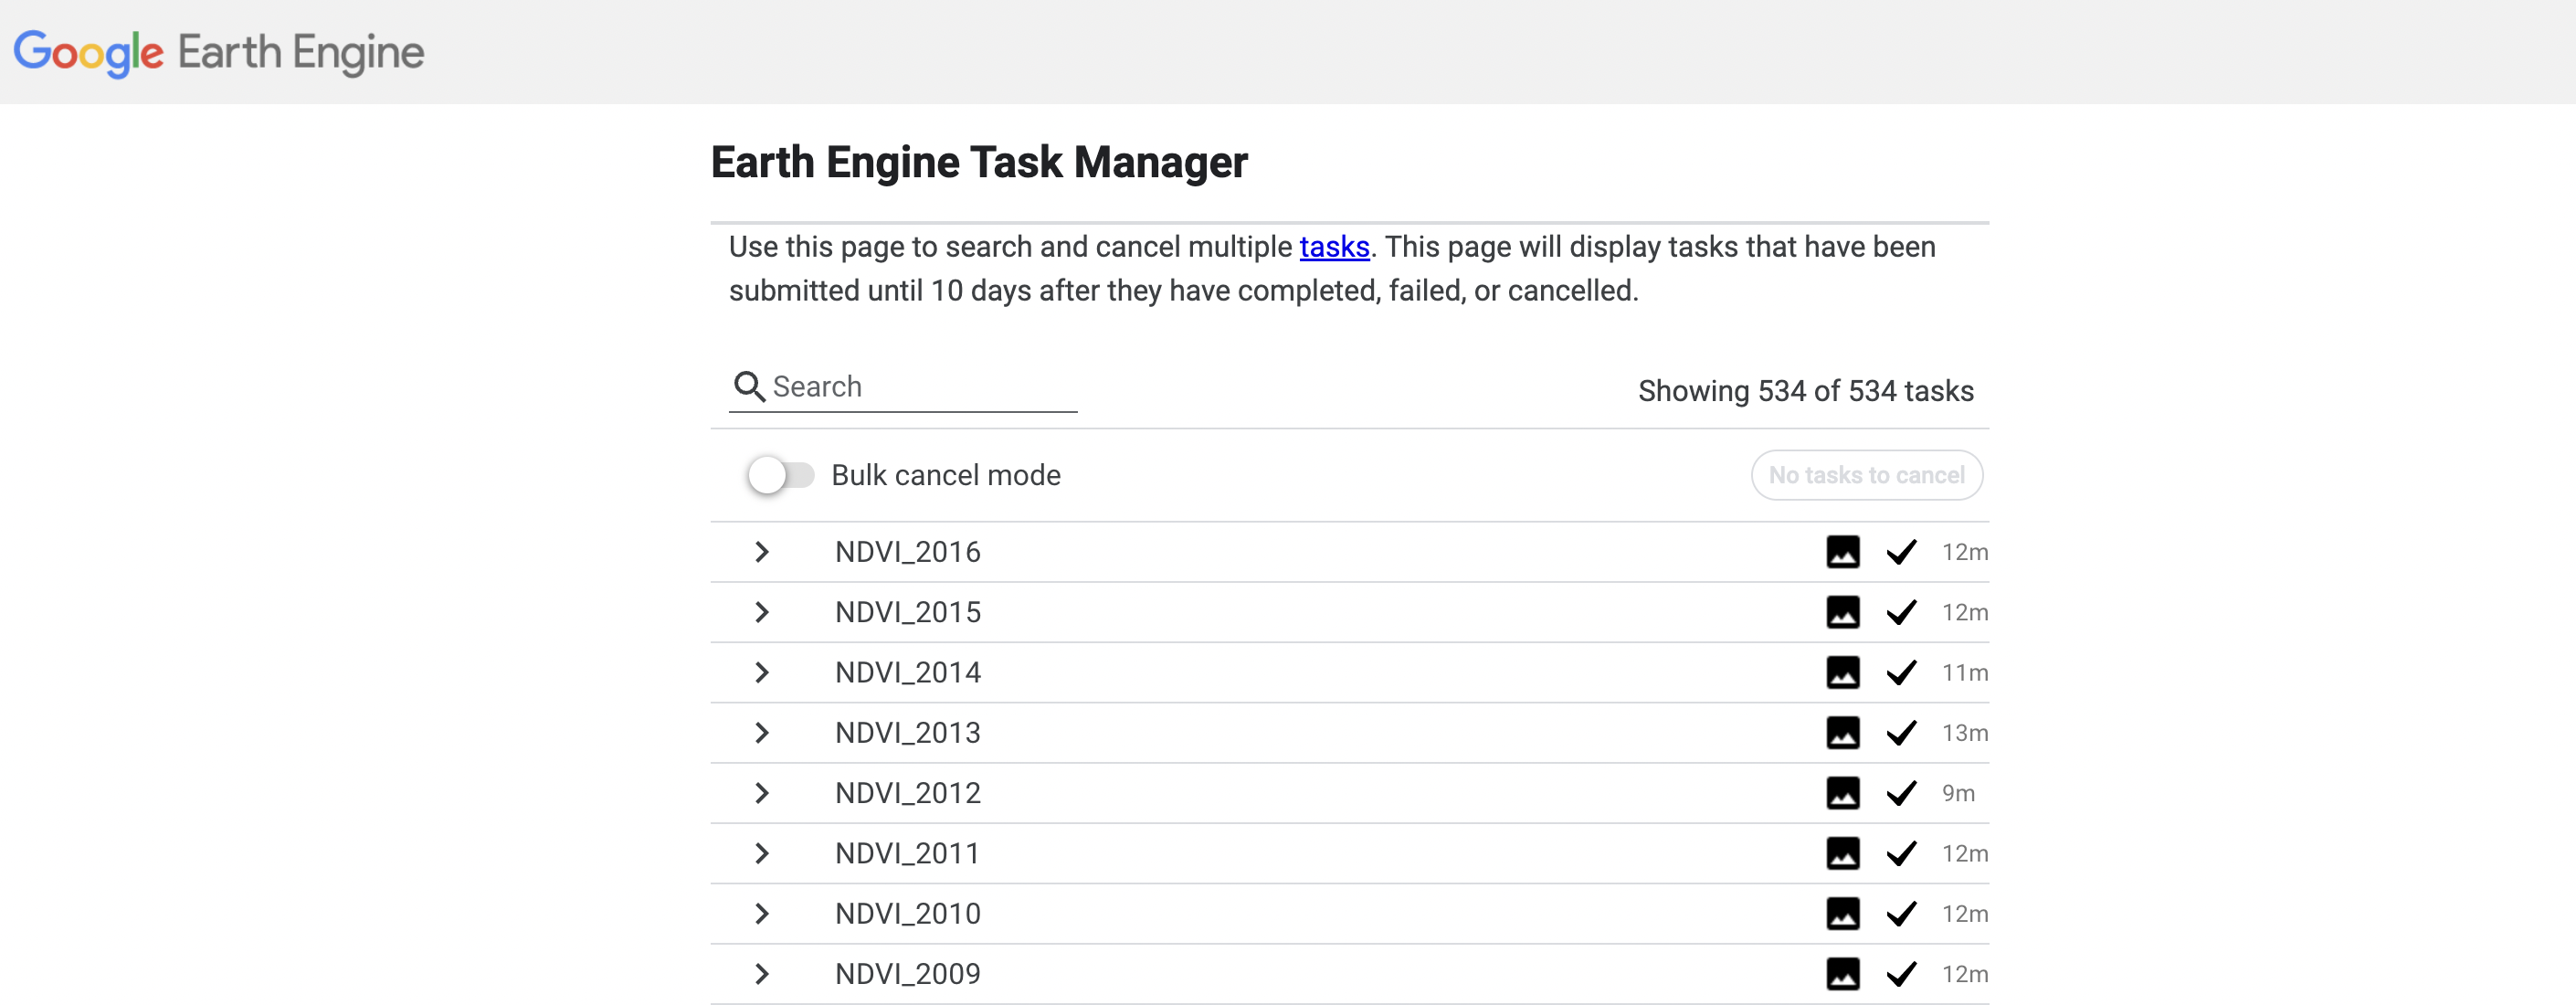 Google Earth Engine
Earth Engine Task Manager
Use this page to search and cancel multiple tasks. This page will display tasks that have been
submitted until 10 days after they have completed, failed, or cancelled.
Search
Showing 534 of 534 tasks
Bulk cancel mode
No tasks to cancel
NDVI_2016 12m
NDVI_2015 12m
NDVI_2014 11m
NDVI_2013 13m
NDVI_2012 9m
NDVI_2011 12m
NDVI_2010 12m
NDVI_2009 12m